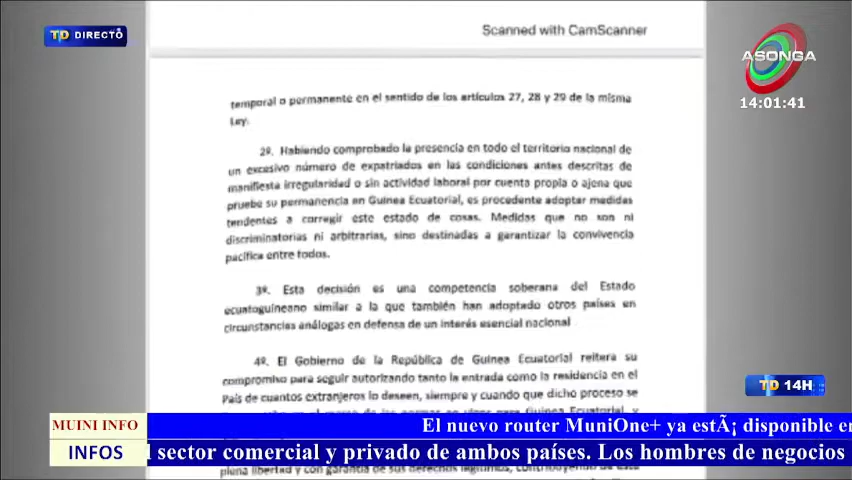 Scanned with CamScanner
TD DIRECTO
ASONGA
14:01:41
temporal o permanente en el sentido de los artículos 27, 28 y 29 de la misma
Ley.
2º. Habiendo comprobado la presencia en todo el territorio nacional de
un excesivo número de expatriados en las condiciones antes descritas de
manifiesta irregularidad o sin actividad laboral por cuenta propia o ajena que
pruebe su permanencia en Guinea Ecuatorial, es procedente adoptar medidas
tendentes a corregir este estado de cosas. Medidas que no son ni
discriminatorias ni arbitrarias, sino destinadas a garantizar la convivencia
pacífica entre todos.
3º. Esta decisión es una competencia soberana del Estado
ecuatoguineano similar a la que también han adoptado otros países en
circunstancias análogas en defensa de un interés esencial nacional
4º. El Gobierno de la República de Guinea Ecuatorial reitera su
compromiso para seguir autorizando tanto la entrada como la residencia en el
País de cuantos extranjeros lo deseen, siempre y cuando que dicho proceso se
TD 14H
MUINI INFO
El nuevo router MuniOne+ ya estÃ¡ disponible e
INFOS
l sector comercial y privado de ambos países. Los hombres de negocios
plena libertad y con garantía de sus derechos legítimos,